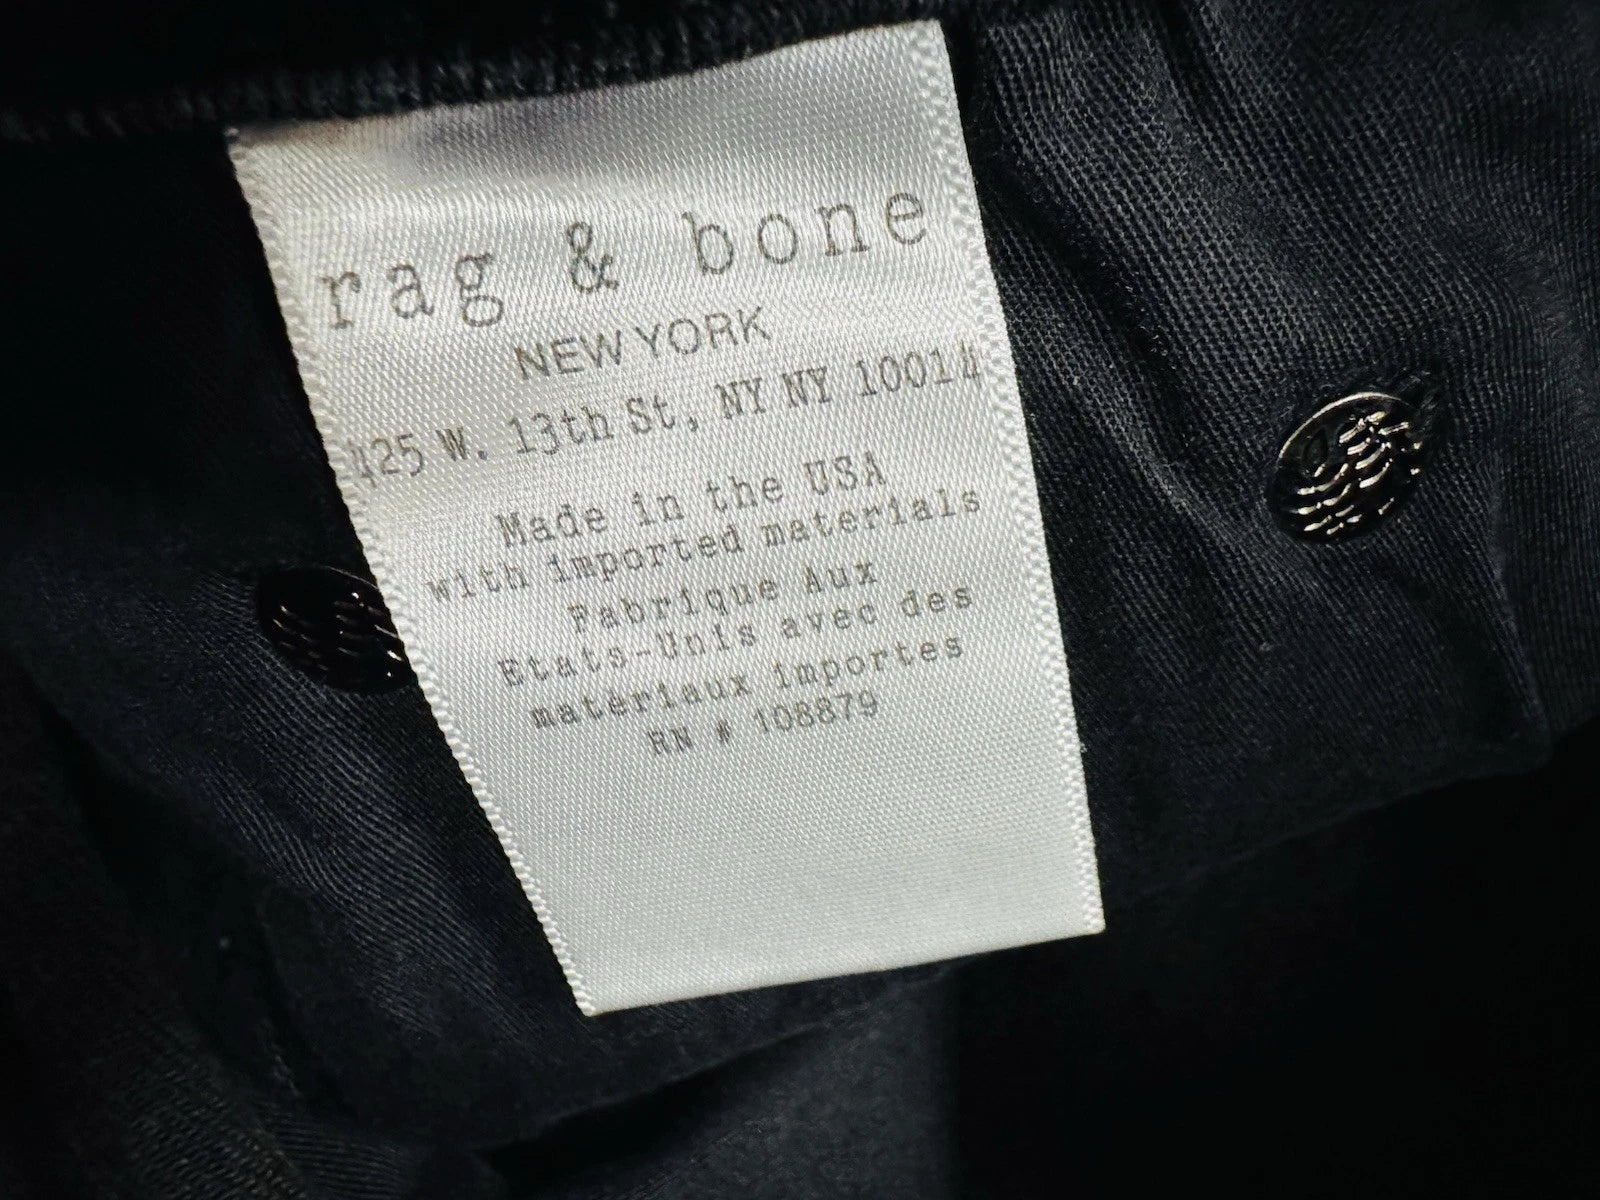 rag & bone
NEW YORK
425 W. 13th St, NY NY 10014
Made in the USA
with imported materials
Fabrique Aux
Etats-Unis avec des
materiaux importes
RN # 108879